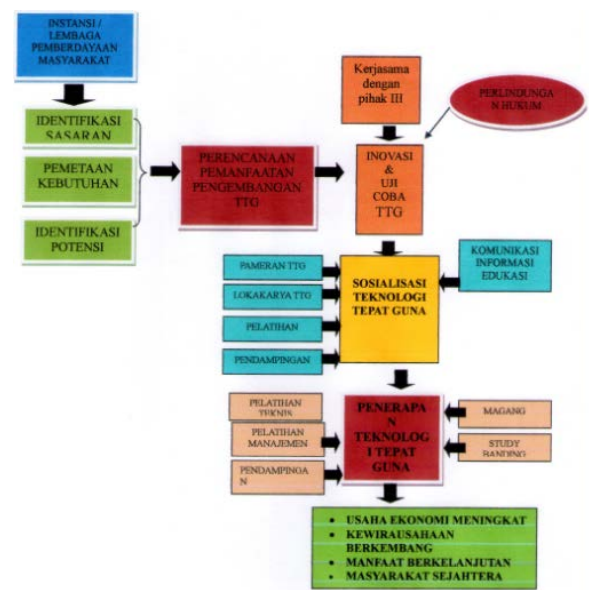 INSTANSI /
LEMBAGA
PEMBERDAYAAN
MASYARAKAT
IDENTIFIKASI
SASARAN
PEMETAAN
KEBUTUHAN
IDENTIFIKASI
POTENSI
PERENCANAAN
PEMANFAATAN
PENGEMBANGAN
TTG
Kerjasama
dengan
pihak III
PERLINDUNGA
N HUKUM
INOVASI
&
UJI
COBA
TTG
PAMERAN TTG
LOKAKARYA TTG
PELATIHAN
PENDAMPINGAN
SOSIALISASI
TEKNOLOGI
TEPAT GUNA
KOMUNIKASI
INFORMASI
EDUKASI
PELATIHAN
TEKNIS
PELATIHAN
MANAJEMEN
PENDAMPINGA
N
PENERAPA
N
TEKNOLOG
I TEPAT
GUNA
MAGANG
STUDY
BANDING
• USAHA EKONOMI MENINGKAT
• KEWIRAUSAHAAN
BERKEMBANG
• MANFAAT BERKELANJUTAN
• MASYARAKAT SEJAHTERA